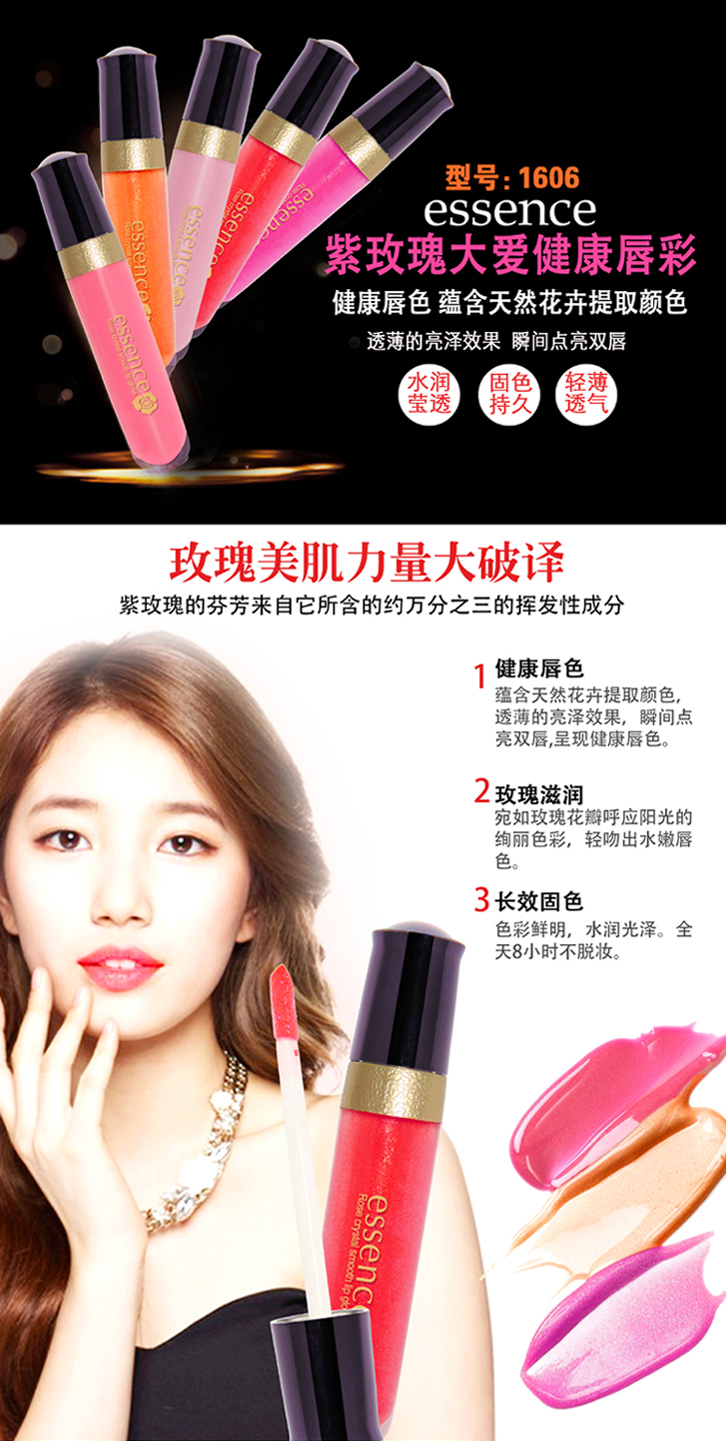 型号：1606
essence
紫玫瑰大爱健康唇彩
健康唇色 蕴含天然花卉提取颜色
透薄的亮泽效果 瞬间点亮双唇
水润
莹透
固色
持久
轻薄
透气
essence
essence
essence
essence
玫瑰美肌力量大破译
紫玫瑰的芬芳来自它所含的约万分之三的挥发性成分
1 健康唇色
蕴含天然花卉提取颜色，
透薄的亮泽效果，瞬间点
亮双唇,呈现健康唇色。
2 玫瑰滋润
宛如玫瑰花瓣呼应阳光的
绚丽色彩，轻吻出水嫩唇
色。
3 长效固色
色彩鲜明，水润光泽。全
天8小时不脱妆。
essence
Rose crystal smooth lip